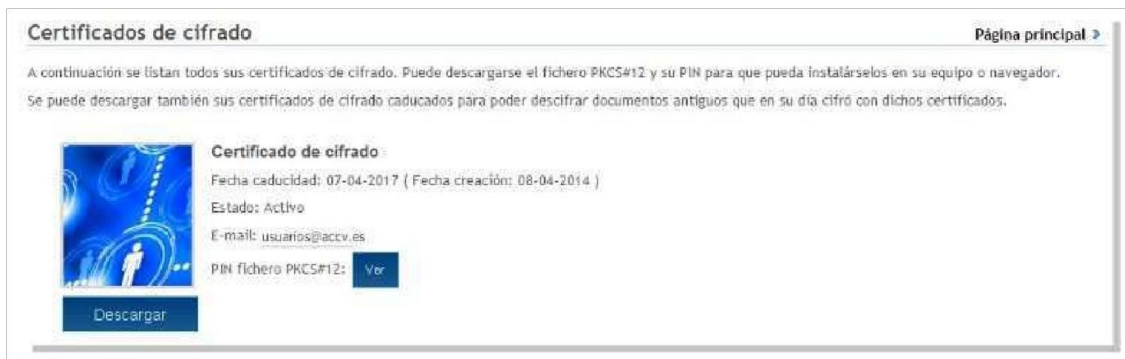 Certificados de cifrado
Página principal »
A continuación se listan todos sus certificados de cifrado. Puede descargarse el fichero PKCS#12 y su PIN para que pueda instalárselos en su equipo o navegador.
Se puede descargar también sus certificados de cifrado caducados para poder descifrar documentos antiguos que en su día cifró con dichos certificados.
Certificado de cifrado
Fecha caducidad: 07-04-2017 ( Fecha creación: 08-04-2014 )
Estado: Activo
E-mail: usuarios@accv.es
PIN fichero PKCS#12: Ver
Descargar